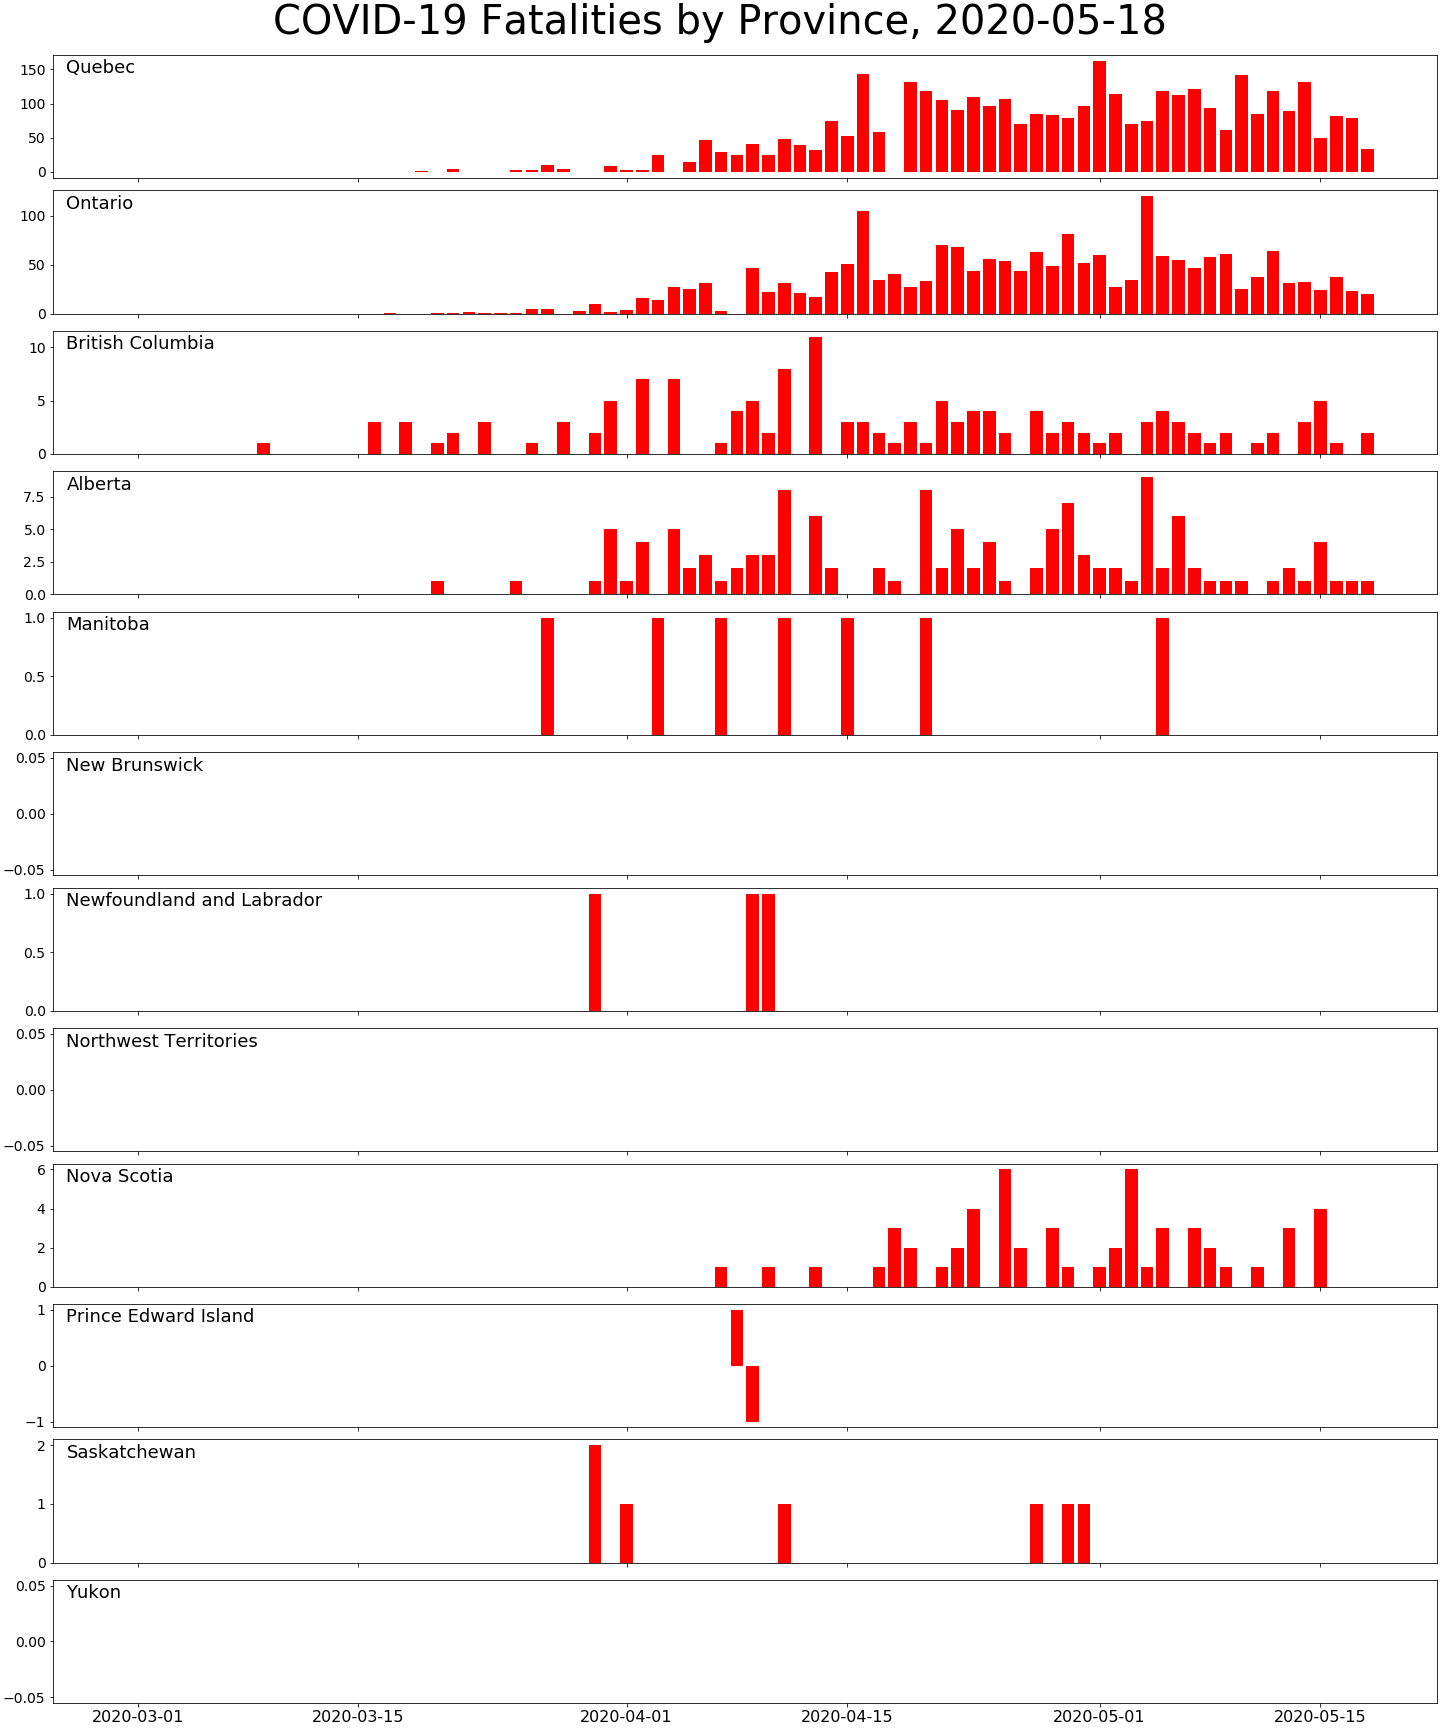 COVID-19 Fatalities by Province, 2020-05-18
Quebec
150
100
50
0
Ontario
100
50
0
British Columbia
10
5
0
Alberta
7.5
5.0
2.5
0.0
Manitoba
1.0
0.5
0.0
New Brunswick
0.05
0.00
−0.05
Newfoundland and Labrador
1.0
0.5
0.0
Northwest Territories
0.05
0.00
−0.05
Nova Scotia
6
4
2
0
Prince Edward Island
1
0
−1
Saskatchewan
2
1
0
Yukon
0.05
0.00
−0.05
2020-03-01 2020-03-15 2020-04-01 2020-04-15 2020-05-01 2020-05-15